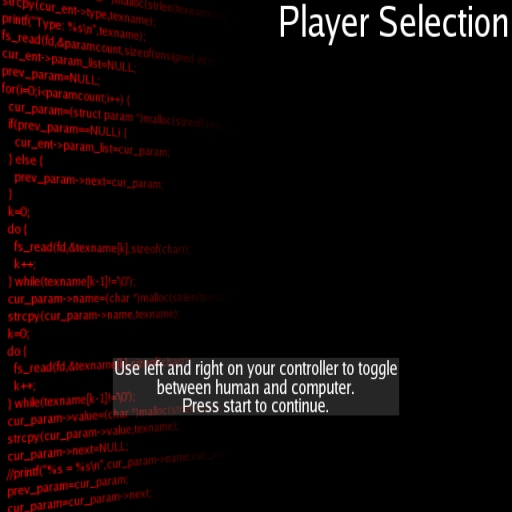 Player Selection
strcpy(cur_ent->type,texname);
printf("Type: %s\n",texname);
fs_read(fd,&paramcount,sizeof(unsigned
cur_ent->param_list=NULL;
prev_param=NULL;
for(i=0;i<paramcount;i++) {
cur_param=(struct param *)malloc(
if(prev_param==NULL) {
cur_ent->param_list=cur_param;
} else {
prev_param->next=cur_param;
}
k=0;
do {
fs_read(fd,&texname[k],sizeof(char));
k++;
} while(texname[k-1]!='\0');
cur_param->name=(char *)malloc(strlen(
strcpy(cur_param->name,texname);
k=0;
do {
fs_read(fd,&texname
k++;
} while(texname[k-1]!='\0');
cur_param->value=(char *)malloc(
strcpy(cur_param->value,texname);
cur_param->next=NULL;
//printf("%s = %s\n",cur_param->name,
prev_param=cur_param;
cur_param=cur_param->next;
Use left and right on your controller to toggle
between human and computer.
Press start to continue.